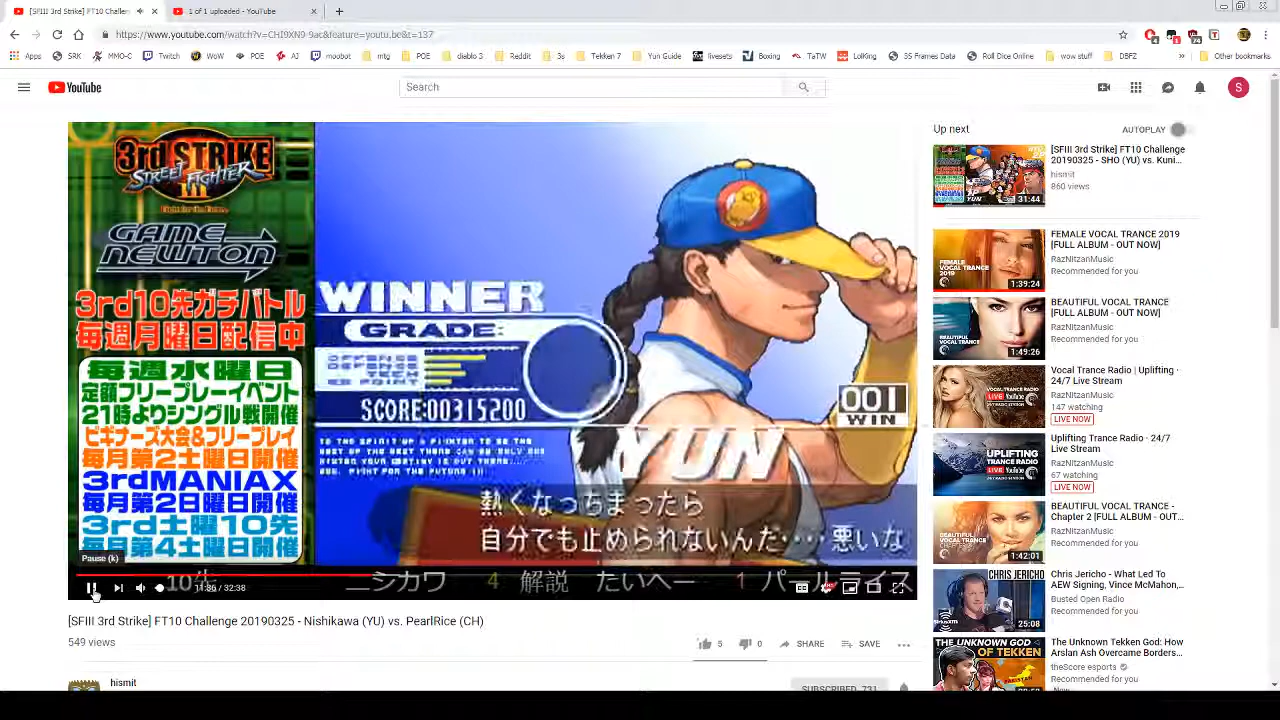 [SFIII 3rd Strike] FT10 Challe
1 of 1 uploaded - YouTube
https://www.youtube.com/watch?v=CHI9XN9-9ac&feature=youtu.be&t=137
Apps
SRK
MMO-C
Twitch
WoW
POE
AJ
moobot
mtg
POE
diablo 3
Reddit
3s
Tekken 7
Yun Guide
livesets
Boxing
TaTW
LolKing
S5 Frames Data
Roll Dice Online
wow stuff
DBFZ
Other bookmarks
YouTube
Search
S
3rd STRIKE
STREET FIGHTER
III
GAME
NEWTON
3rd10先ガチバトル
毎週月曜日配信中
毎週水曜日
定額フリープレーイベント
21時よりシングル戦開催
ビギナーズ大会&フリープレイ
毎月第2土曜日開催
3rdMANIAX
毎月第2日曜日開催
3rd土曜10先
毎月第4土曜日開催
WINNER
GRADE
SCORE:00315200
001
WIN
YUN
熱くなっちまったら
自分でも止められないんだ‥‥悪いな
Pause (k)
10先
シカワ 4 解説 たいへー 1 パールライス
/ 32:38
[SFIII 3rd Strike] FT10 Challenge 20190325 - Nishikawa (YU) vs. PearlRice (CH)
549 views
5
0
SHARE
SAVE
hismit
SUBSCRIBED 731
Up next
AUTOPLAY
[SFIII 3rd Strike] FT10 Challenge
20190325 - SHO (YU) vs. Kuni...
hismit
860 views
31:44
FEMALE VOCAL TRANCE 2019
[FULL ALBUM - OUT NOW]
RazNitzanMusic
Recommended for you
1:39:24
BEAUTIFUL VOCAL TRANCE
[FULL ALBUM - OUT NOW]
RazNitzanMusic
Recommended for you
1:49:26
Vocal Trance Radio | Uplifting ·
24/7 Live Stream
RazNitzanMusic
147 watching
LIVE NOW
Uplifting Trance Radio · 24/7
Live Stream
RazNitzanMusic
67 watching
LIVE NOW
BEAUTIFUL VOCAL TRANCE -
Chapter 2 [FULL ALBUM - OUT...
RazNitzanMusic
Recommended for you
1:42:01
CHRIS JERICHO
Chris Jericho - What Led To
AEW Signing, Vince McMahon,...
Busted Open Radio
Recommended for you
25:08
THE UNKNOWN GOD
OF TEKKEN
The Unknown Tekken God: How
Arslan Ash Overcame Borders...
theScore esports
Recommended for you